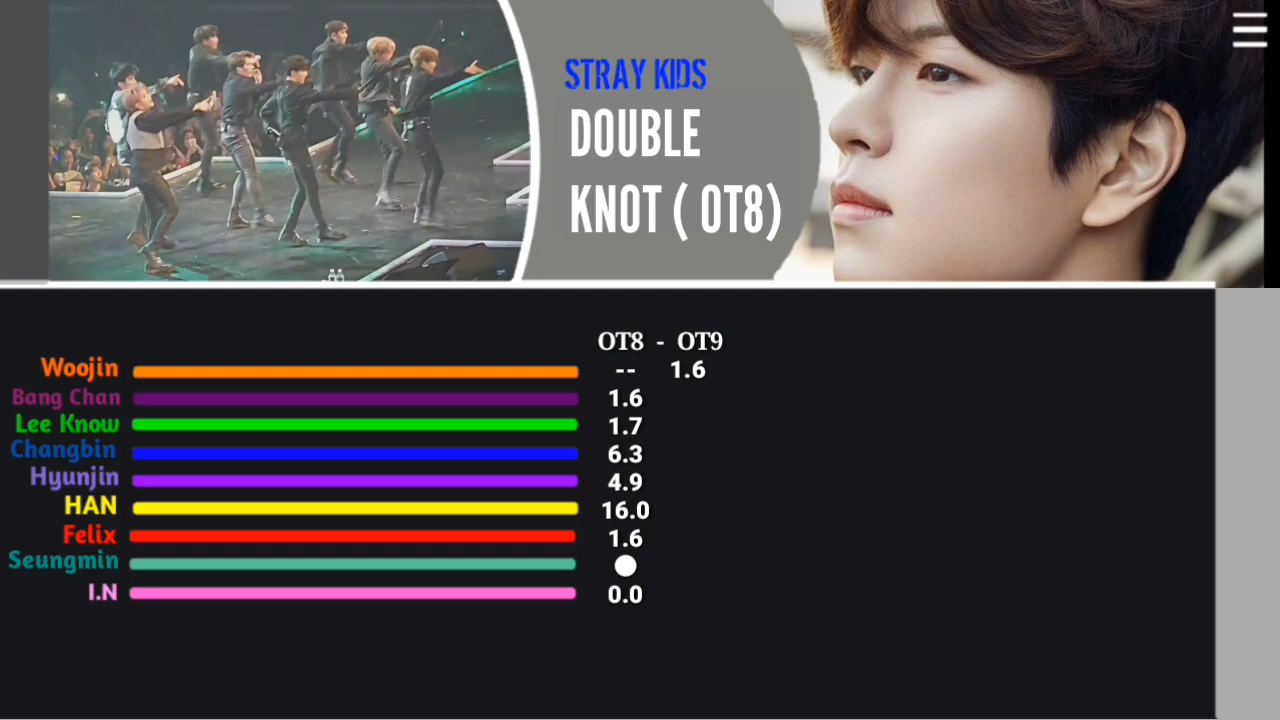 STRAY KIDS
DOUBLE
KNOT ( OT8)
OT8 - OT9
Woojin -- 1.6
Bang Chan 1.6
Lee Know 1.7
Changbin 6.3
Hyunjin 4.9
HAN 16.0
Felix 1.6
Seungmin
I.N 0.0